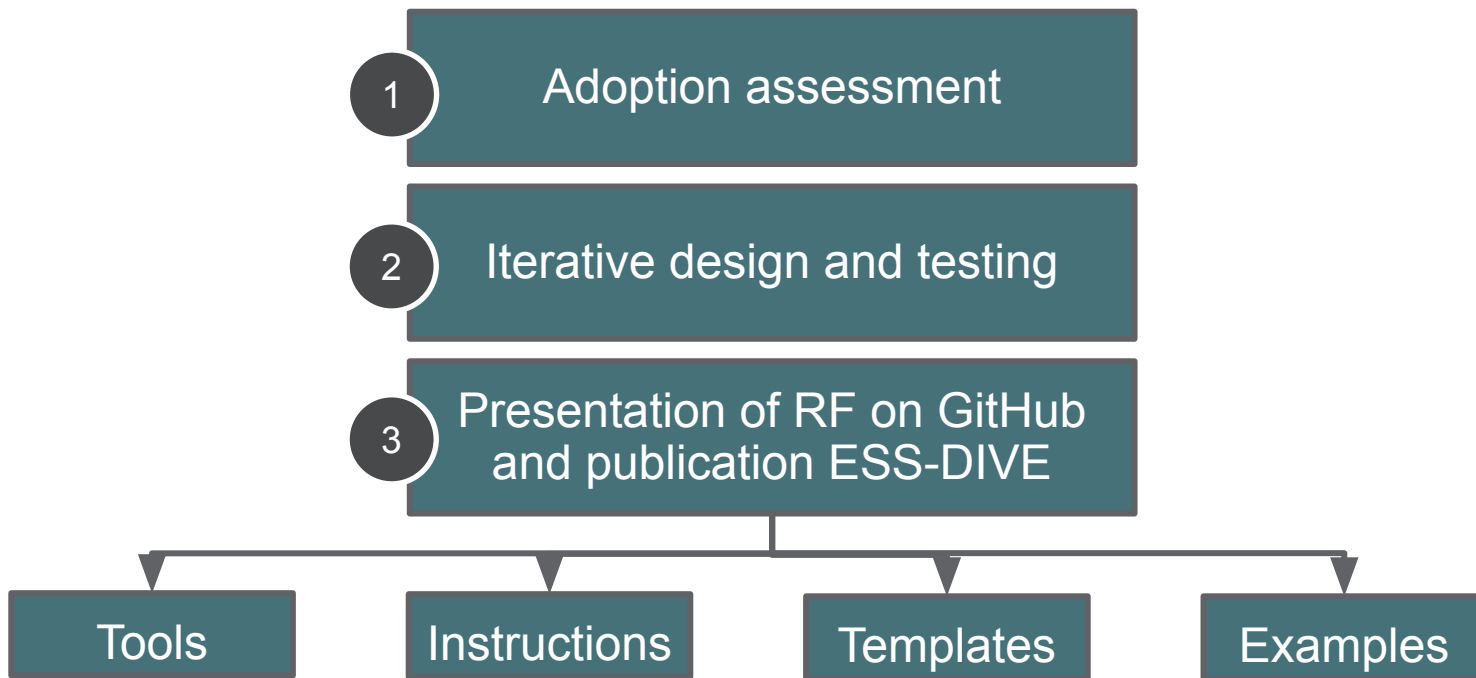 1
Adoption assessment
2
Iterative design and testing
3
Presentation of RF on GitHub
and publication ESS-DIVE
Tools
Instructions
Templates
Examples